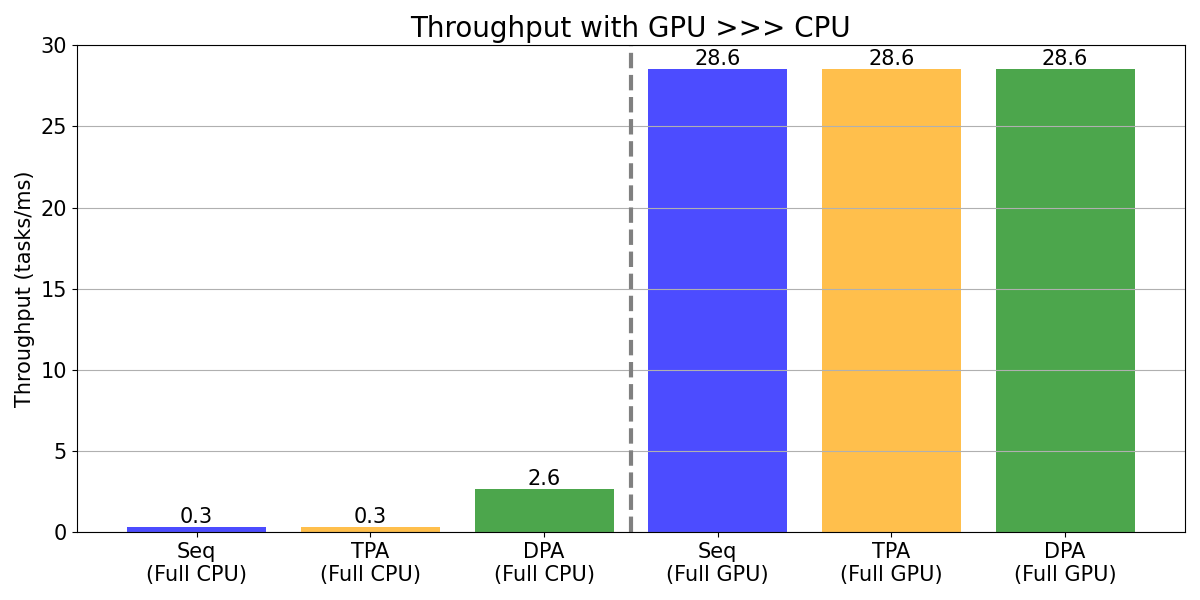 Throughput with GPU >>> CPU
Throughput (tasks/ms)
30
25
20
15
10
5
0
0.3
0.3
2.6
28.6
28.6
28.6
Seq
(Full CPU)
TPA
(Full CPU)
DPA
(Full CPU)
Seq
(Full GPU)
TPA
(Full GPU)
DPA
(Full GPU)